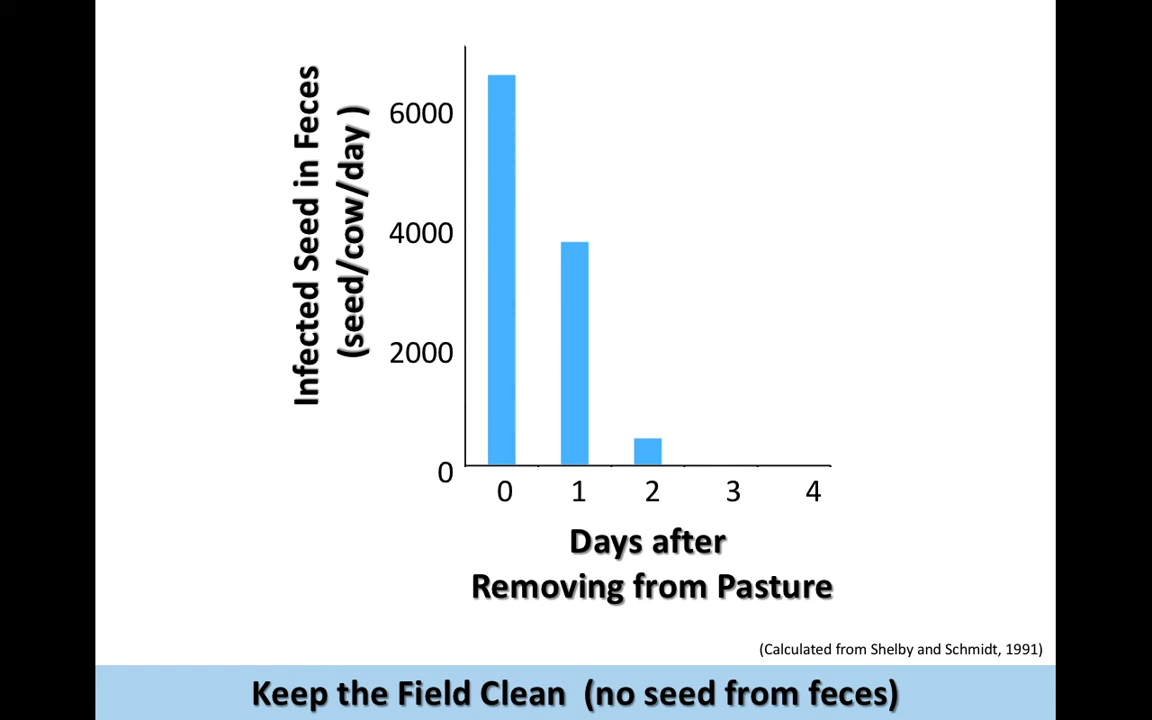 Infected Seed in Feces
(seed/cow/day )
6000
4000
2000
0
0 1 2 3 4
Days after
Removing from Pasture
(Calculated from Shelby and Schmidt, 1991)
Keep the Field Clean  (no seed from feces)